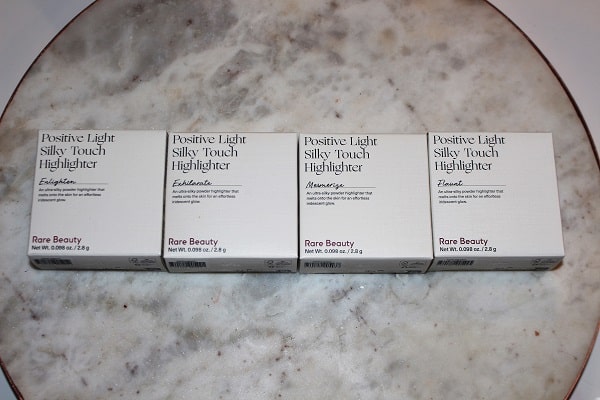 Positive Light
Silky Touch
Highlighter
Enlighten
An ultra-silky powder highlighter that
melts onto the skin for an effortless
iridescent glow.
Rare Beauty
Net Wt. 0.098 oz. / 2.8 g
Positive Light
Silky Touch
Highlighter
Exhilarate
An ultra-silky powder highlighter that
melts onto the skin for an effortless
iridescent glow.
Rare Beauty
Net Wt. 0.098 oz. / 2.8 g
Positive Light
Silky Touch
Highlighter
Mesmerize
An ultra-silky powder highlighter that
melts onto the skin for an effortless
iridescent glow.
Rare Beauty
Net Wt. 0.098 oz. / 2.8 g
Positive Light
Silky Touch
Highlighter
Flaunt
An ultra-silky powder highlighter that
melts onto the skin for an effortless
iridescent glow.
Rare Beauty
Net Wt. 0.098 oz. / 2.8 g